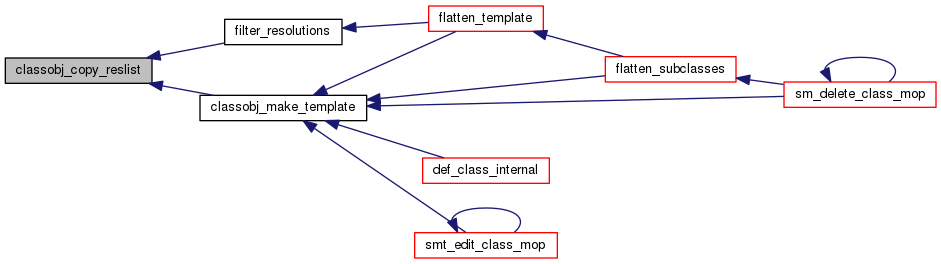 flatten_template
filter_resolutions
classobj_copy_reslist
flatten_subclasses
sm_delete_class_mop
classobj_make_template
def_class_internal
smt_edit_class_mop